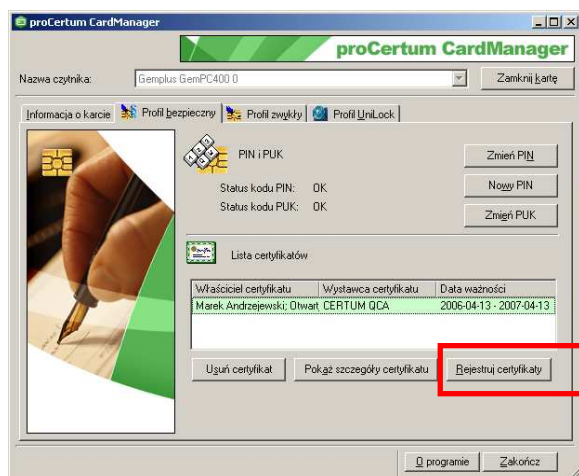 proCertum CardManager
proCertum CardManager
Nazwa czytnika: Gemplus GemPC400 0 Zamknij kartę
Informacja o karcie Profil bezpieczny Profil zwykły Profil UniLock
PIN i PUK Zmień PIN
Status kodu PIN: OK Nowy PIN
Status kodu PUK: OK Zmień PUK
Lista certyfikatów
Właściciel certyfikatu Wystawca certyfikatu Data ważności
Marek Andrzejewski; Otwart CERTUM QCA 2006-04-13 - 2007-04-13
Usuń certyfikat Pokaż szczegóły certyfikatu Rejestruj certyfikaty
O programie Zakończ